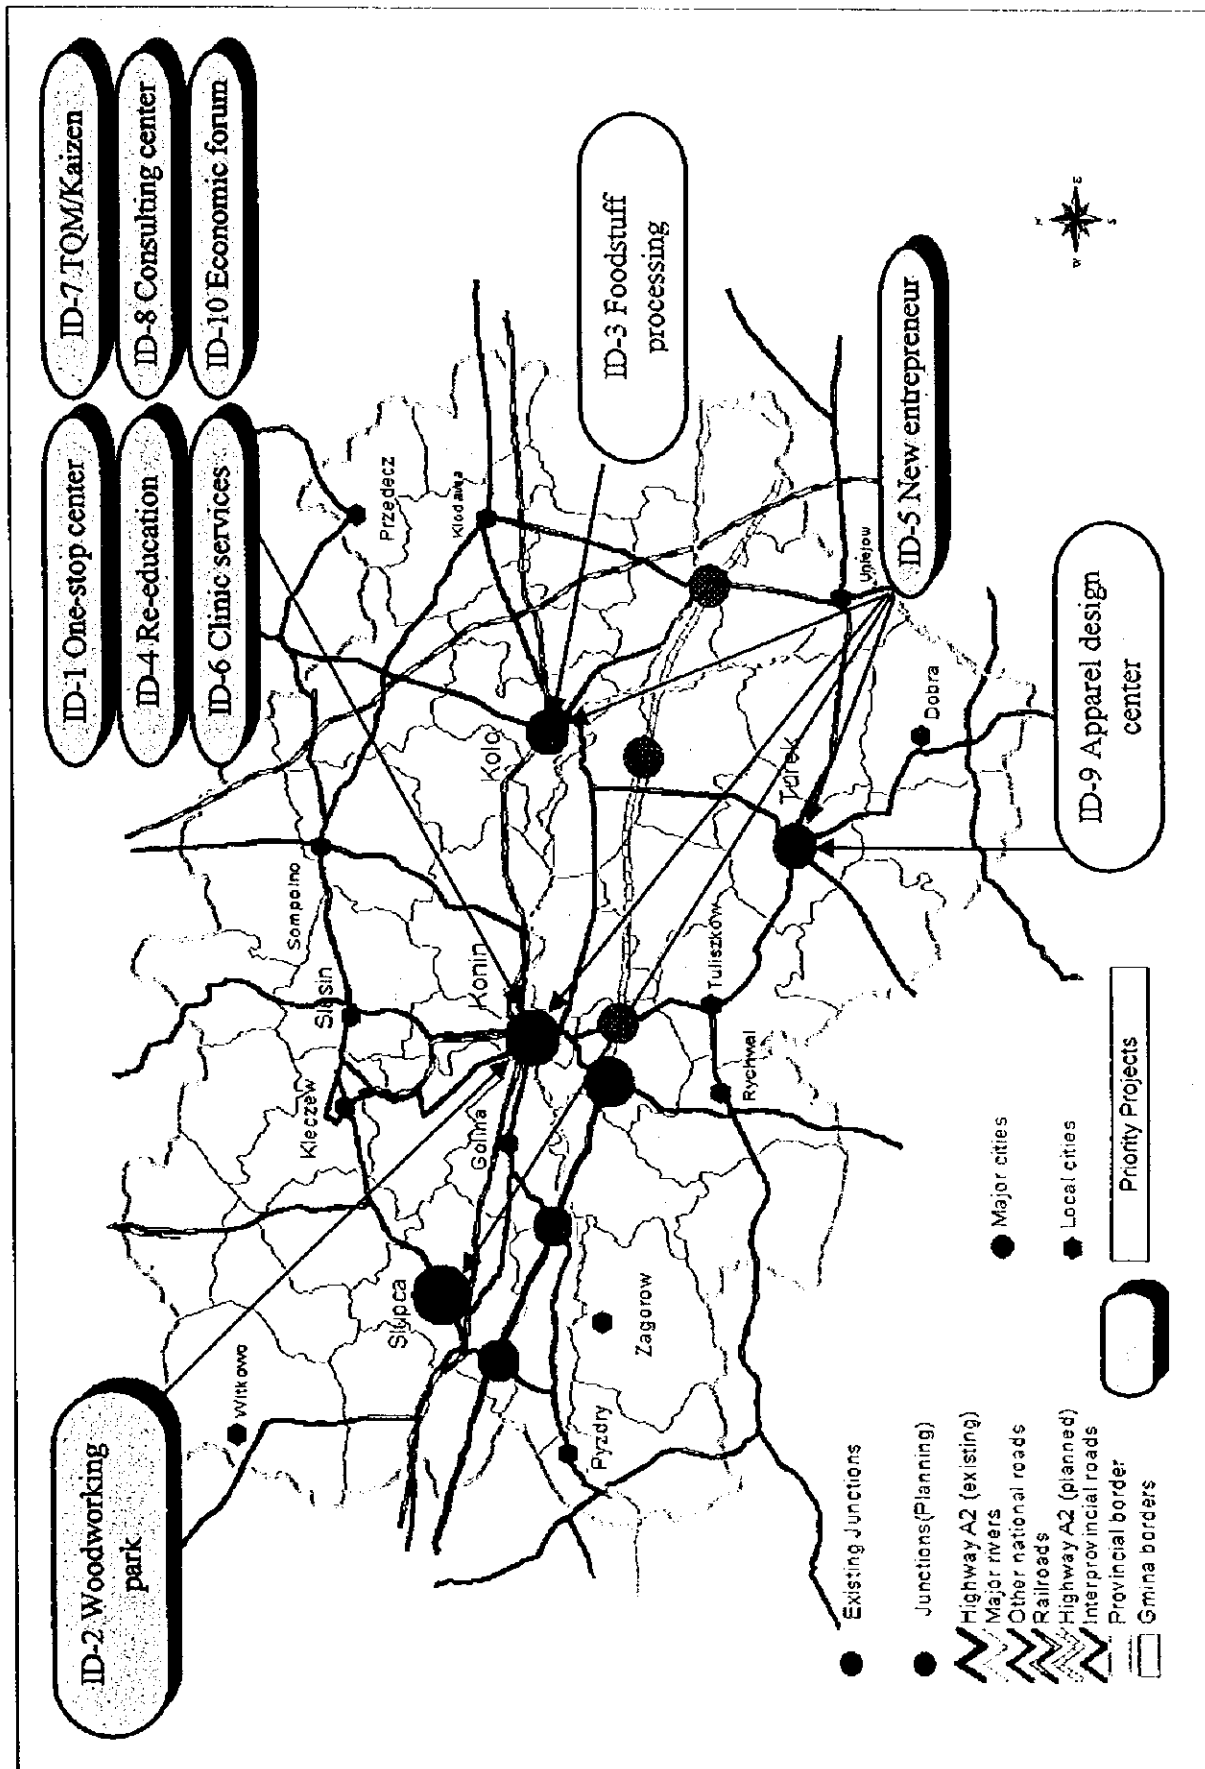 ID-2 Woodworking
park
ID-1 One-stop center
ID-4 Re-education
ID-6 Clinic services
ID-7 TQM/Kaizen
ID-8 Consulting center
ID-10 Economic forum
ID-3 Foodstuff
processing
ID-5 New entrepreneur
ID-9 Apparel design
center
Witkowo
Slupca
Kleczew
Slesin
Sompolno
Przedecz
Klodawa
Golina
Konin
Kolo
Pyzdry
Zagorow
Rychwal
Tuliszkow
Turek
Uniejow
Dobra
W
E
S
Existing Junctions
Junctions(Planning)
Highway A2 (existing)
Major rivers
Other national roads
Railroads
Highway A2 (planned)
Interprovincial roads
Provincial border
Gmina borders
Major cities
Local cities
Priority Projects